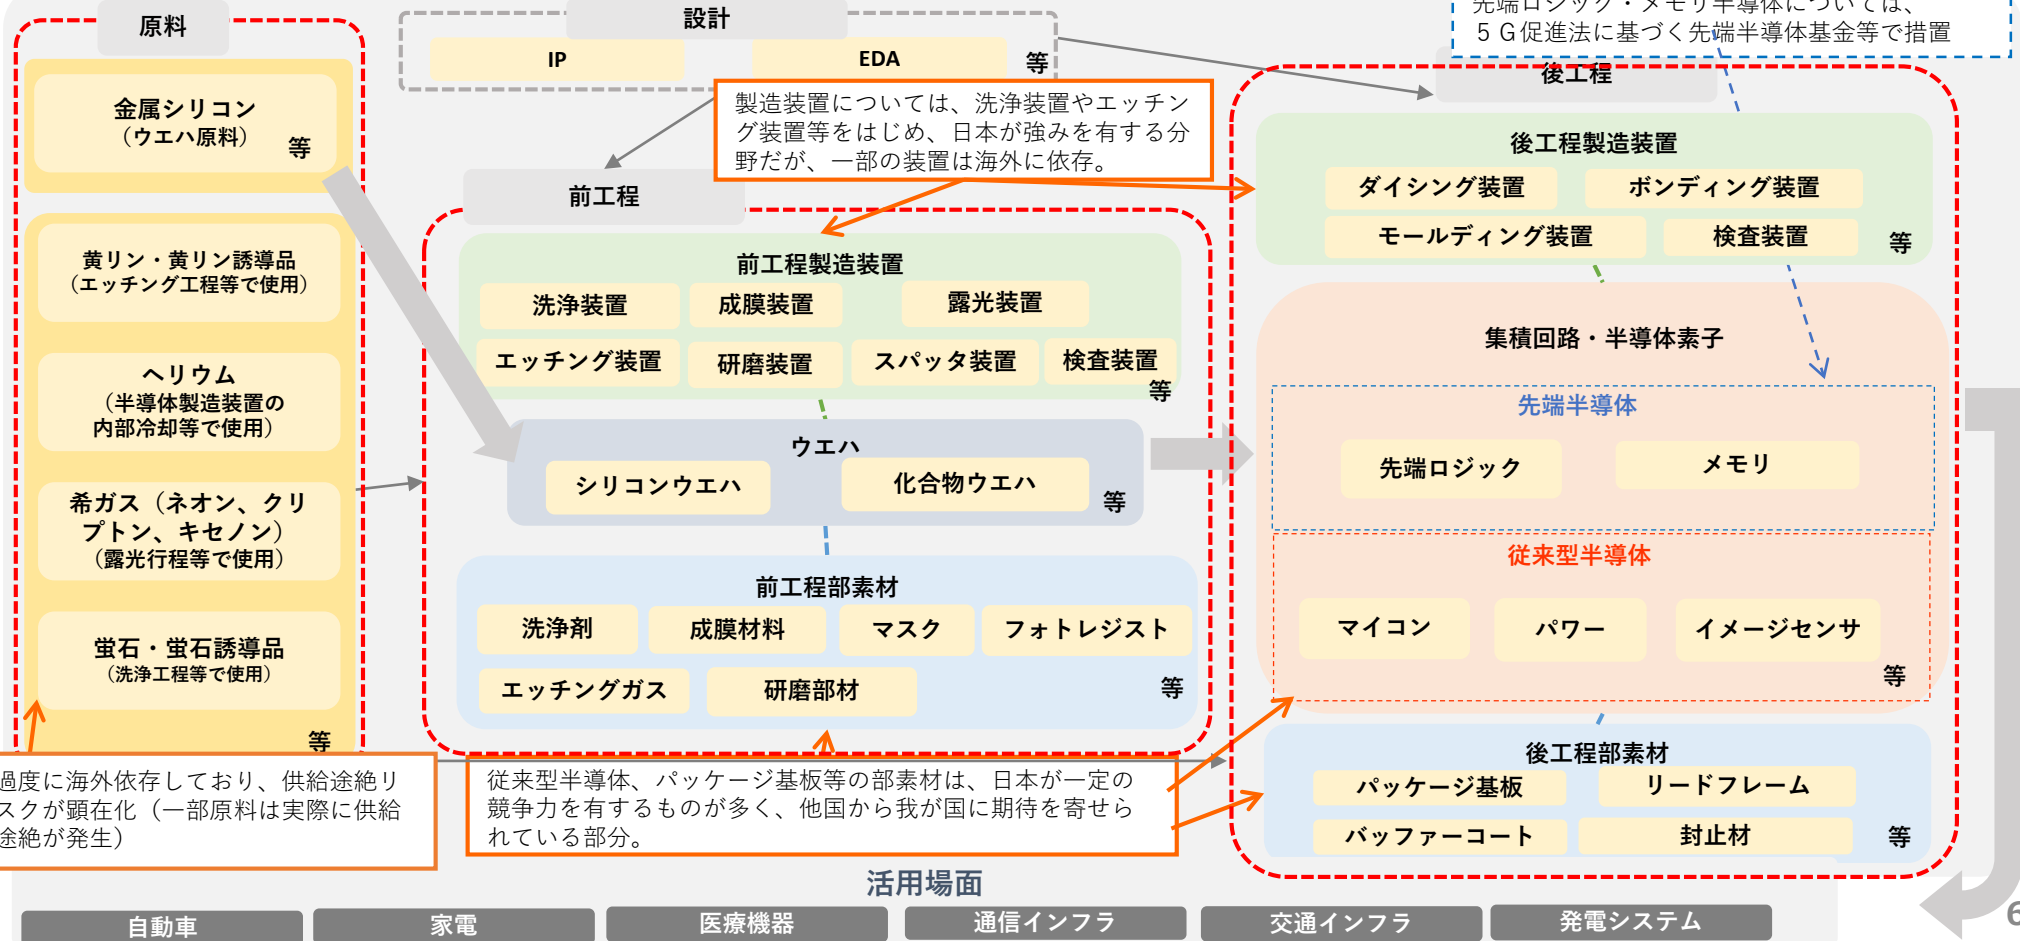 原料
金属シリコン
（ウエハ原料）
等
黄リン・黄リン誘導品
（エッチング工程等で使用）
ヘリウム
（半導体製造装置の
内部冷却等で使用）
希ガス（ネオン、クリ
プトン、キセノン）
（露光行程等で使用）
蛍石・蛍石誘導品
（洗浄工程等で使用）
等
過度に海外依存しており、供給途絶リ
スクが顕在化（一部原料は実際に供給
途絶が発生）
設計
IP
EDA
等
製造装置については、洗浄装置やエッチン
グ装置等をはじめ、日本が強みを有する分
野だが、一部の装置は海外に依存。
前工程
前工程製造装置
洗浄装置
成膜装置
露光装置
エッチング装置
研磨装置
スパッタ装置
検査装置
等
ウエハ
シリコンウエハ
化合物ウエハ
等
前工程部素材
洗浄剤
成膜材料
マスク
フォトレジスト
エッチングガス
研磨部材
等
従来型半導体、パッケージ基板等の部素材は、日本が一定の
競争力を有するものが多く、他国から我が国に期待を寄せら
れている部分。
先端ロジック・メモリ半導体については、
５Ｇ促進法に基づく先端半導体基金等で措置
後工程
後工程製造装置
ダイシング装置
ボンディング装置
モールディング装置
検査装置
等
集積回路・半導体素子
先端半導体
先端ロジック
メモリ
従来型半導体
マイコン
パワー
イメージセンサ
等
後工程部素材
パッケージ基板
リードフレーム
バッファーコート
封止材
等
活用場面
自動車
家電
医療機器
通信インフラ
交通インフラ
発電システム
6